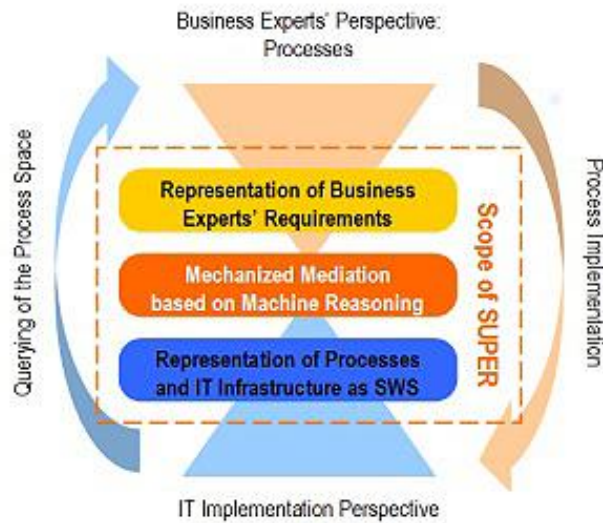 Business Experts' Perspective:
Processes
Querying of the Process Space
Representation of Business
Experts' Requirements
Mechanized Mediation
based on Machine Reasoning
Representation of Processes
and IT Infrastructure as SWS
Scope of SUPER
Process Implementation
IT Implementation Perspective